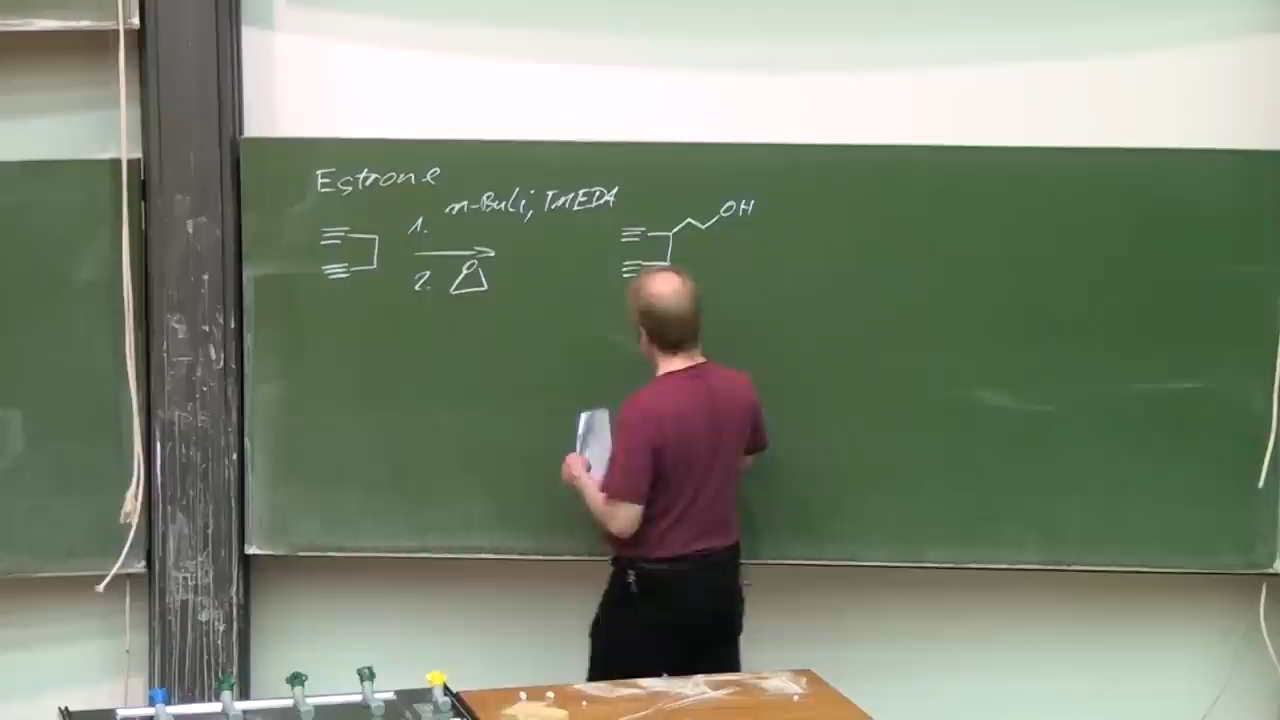 Estrone
1. n-BuLi, TMEDA
2. O
OH